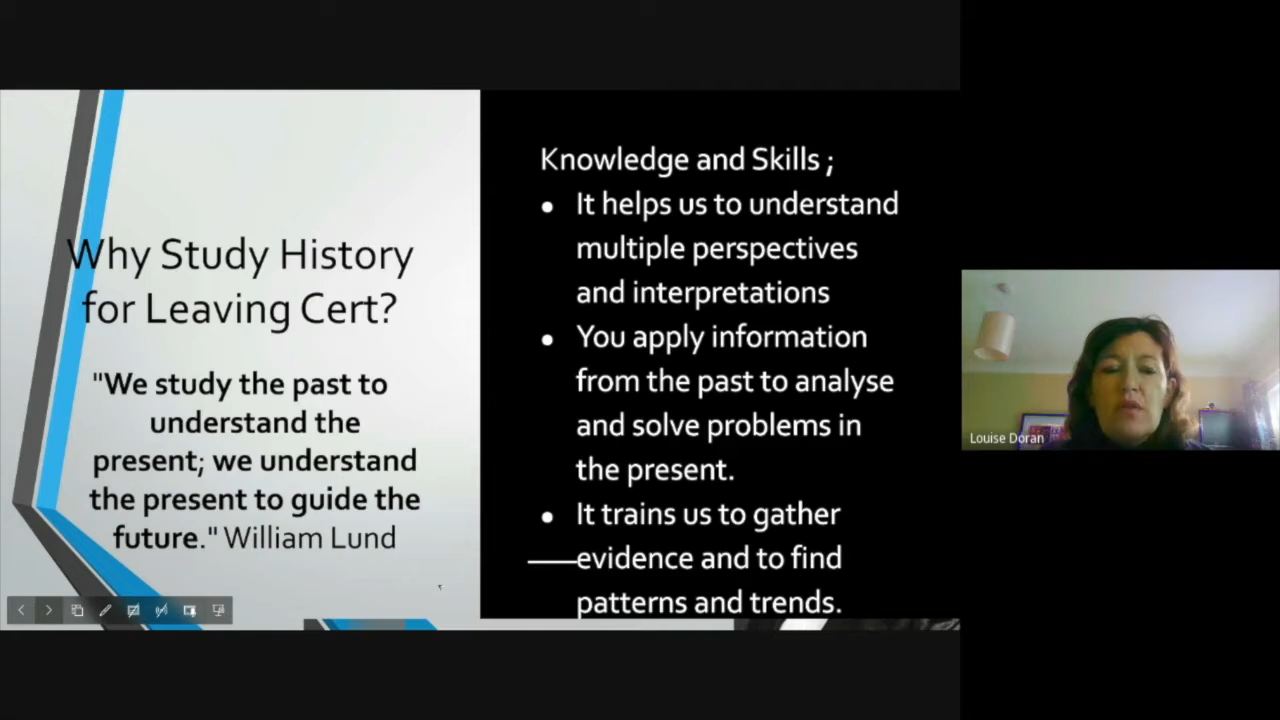 Why Study History
for Leaving Cert?
"We study the past to
understand the
present; we understand
the present to guide the
future." William Lund
Knowledge and Skills ;
● It helps us to understand
multiple perspectives
and interpretations
● You apply information
from the past to analyse
and solve problems in
the present.
● It trains us to gather
evidence and to find
patterns and trends.
Louise Doran